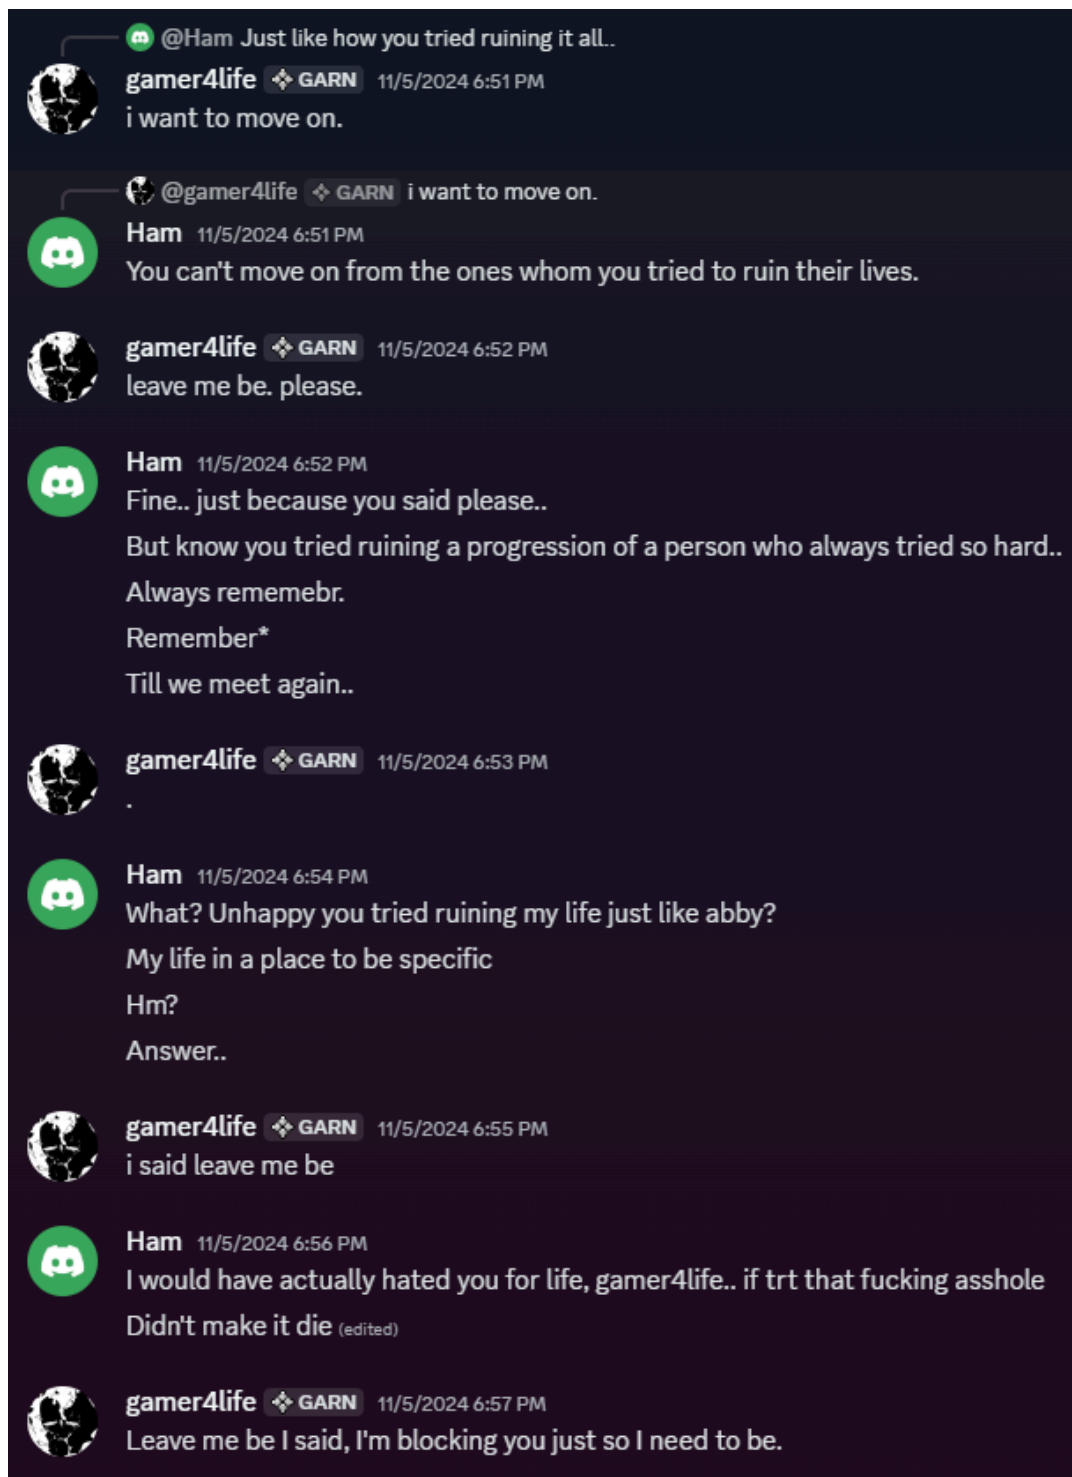 @Ham Just like how you tried ruining it all..
gamer4life GARN 11/5/2024 6:51 PM
i want to move on.
@gamer4life GARN i want to move on.
Ham 11/5/2024 6:51 PM
You can't move on from the ones whom you tried to ruin their lives.
gamer4life GARN 11/5/2024 6:52 PM
leave me be. please.
Ham 11/5/2024 6:52 PM
Fine.. just because you said please..
But know you tried ruining a progression of a person who always tried so hard..
Always rememebr.
Remember*
Till we meet again..
gamer4life GARN 11/5/2024 6:53 PM
.
Ham 11/5/2024 6:54 PM
What? Unhappy you tried ruining my life just like abby?
My life in a place to be specific
Hm?
Answer..
gamer4life GARN 11/5/2024 6:55 PM
i said leave me be
Ham 11/5/2024 6:56 PM
I would have actually hated you for life, gamer4life.. if trt that fucking asshole
Didn't make it die (edited)
gamer4life GARN 11/5/2024 6:57 PM
Leave me be I said, I'm blocking you just so I need to be.